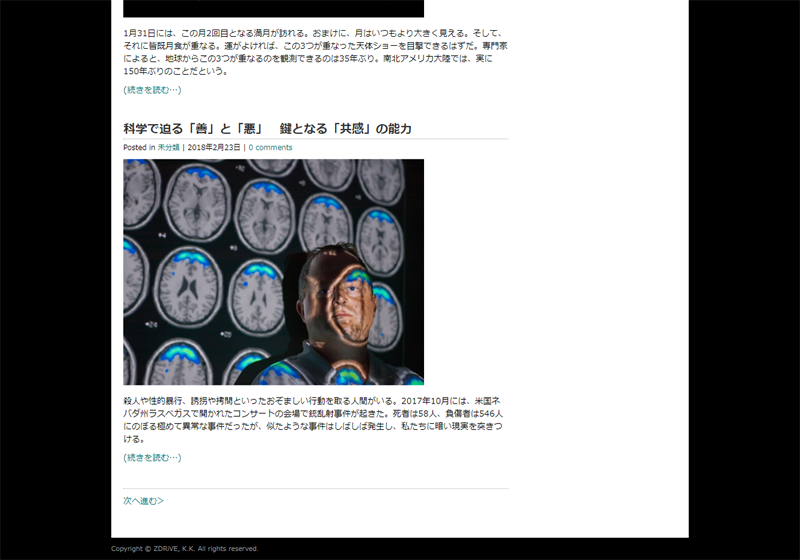 1月31日には、この月2回目となる満月が訪れる。おまけに、月はいつもより大きく見える。そして、
それに皆既月食が重なる。運がよければ、この3つが重なった天体ショーを目撃できるはずだ。専門家
によると、地球からこの3つが重なるのを観測できるのは35年ぶり。南北アメリカ大陸では、実に
150年ぶりのことだという。
(続きを読む…)
科学で迫る「善」と「悪」　鍵となる「共感」の能力
Posted in 未分類 | 2018年2月23日 | 0 comments
殺人や性的暴行、誘拐や拷問といったおぞましい行動を取る人間がいる。2017年10月には、米国ネ
バダ州ラスベガスで開かれたコンサートの会場で銃乱射事件が起きた。死者は58人、負傷者は546人
にのぼる極めて異常な事件だったが、似たような事件はしばしば発生し、私たちに暗い現実を突きつ
ける。
(続きを読む…)
次へ進む＞
Copyright © ZDRiVE, K.K. All rights reserved.